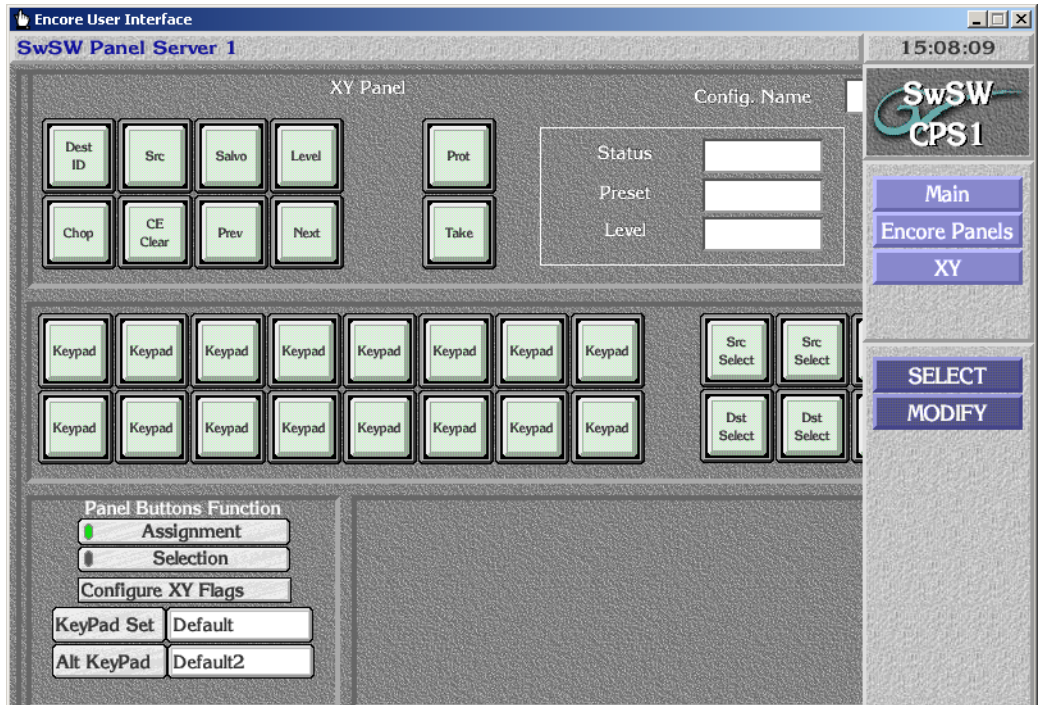 Encore User Interface
SwSW Panel Server 1
15:08:09
XY Panel
Config. Name
SwSW
CPS1
Dest
ID
Src
Salvo
Level
Prot
Status
Preset
Level
Chop
CE
Clear
Prev
Next
Take
Main
Encore Panels
XY
Keypad
Keypad
Keypad
Keypad
Keypad
Keypad
Keypad
Keypad
Src
Select
Src
Select
Keypad
Keypad
Keypad
Keypad
Keypad
Keypad
Keypad
Keypad
Dst
Select
Dst
Select
SELECT
MODIFY
Panel Buttons Function
Assignment
Selection
Configure XY Flags
KeyPad Set
Default
Alt KeyPad
Default2